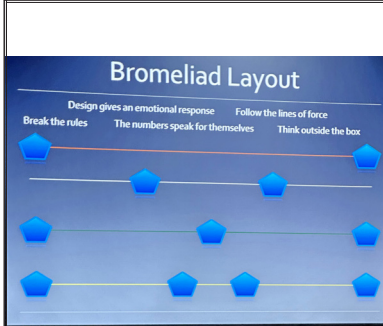 Bromeliad Layout
Design gives an emotional response Follow the lines of force
Break the rules The numbers speak for themselves Think outside the box